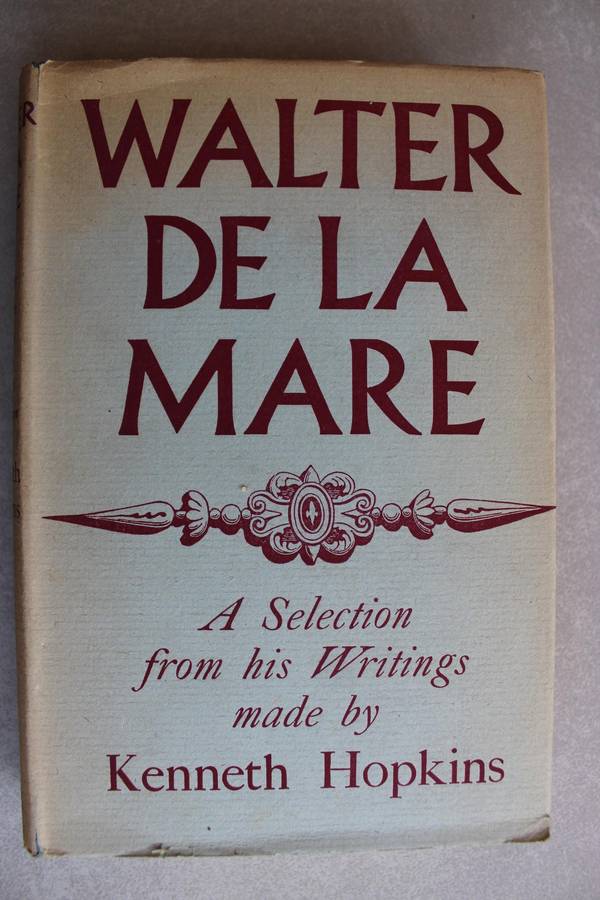 WALTER
DE LA
MARE
A Selection
from his Writings
made by
Kenneth Hopkins